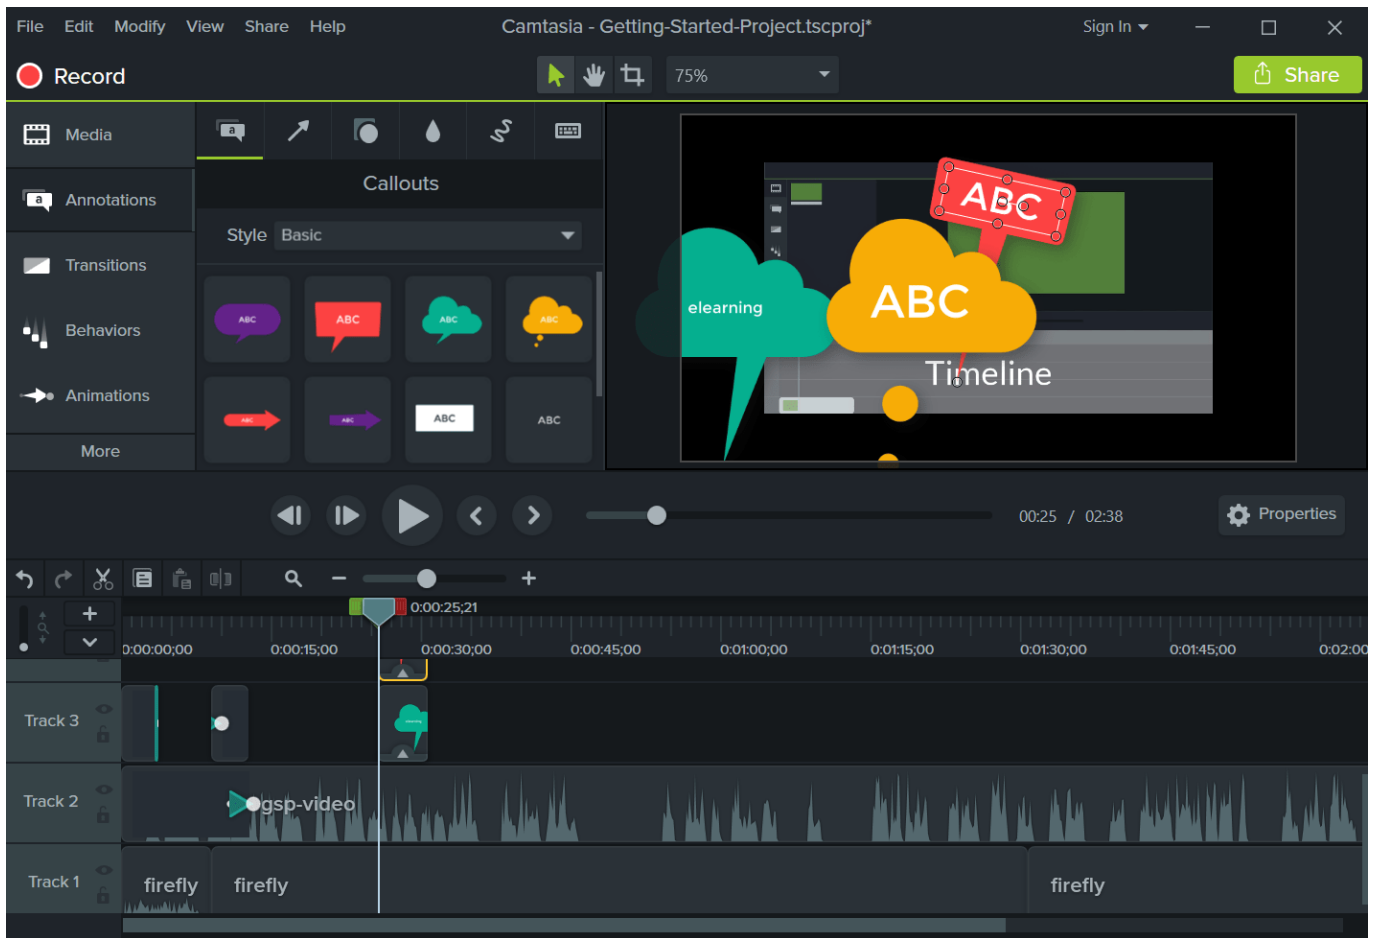 File Edit Modify View Share Help Camtasia - Getting-Started-Project.tscproj* Sign In
Record 75% Share
Media
Annotations
Transitions
Behaviors
Animations
More
a
a
Callouts
Style Basic
ABC ABC ABC ABC
ABC ABC ABC ABC
ABC
elearning
ABC
Timeline
00:25 / 02:38
Properties
0:00:25;21
0:00:00;00 0:00:15;00 0:00:30;00 0:00:45;00 0:01:00;00 0:01:15;00 0:01:30;00 0:01:45;00 0:02:00
Track 3
Track 2 gsp-video
Track 1 firefly firefly firefly